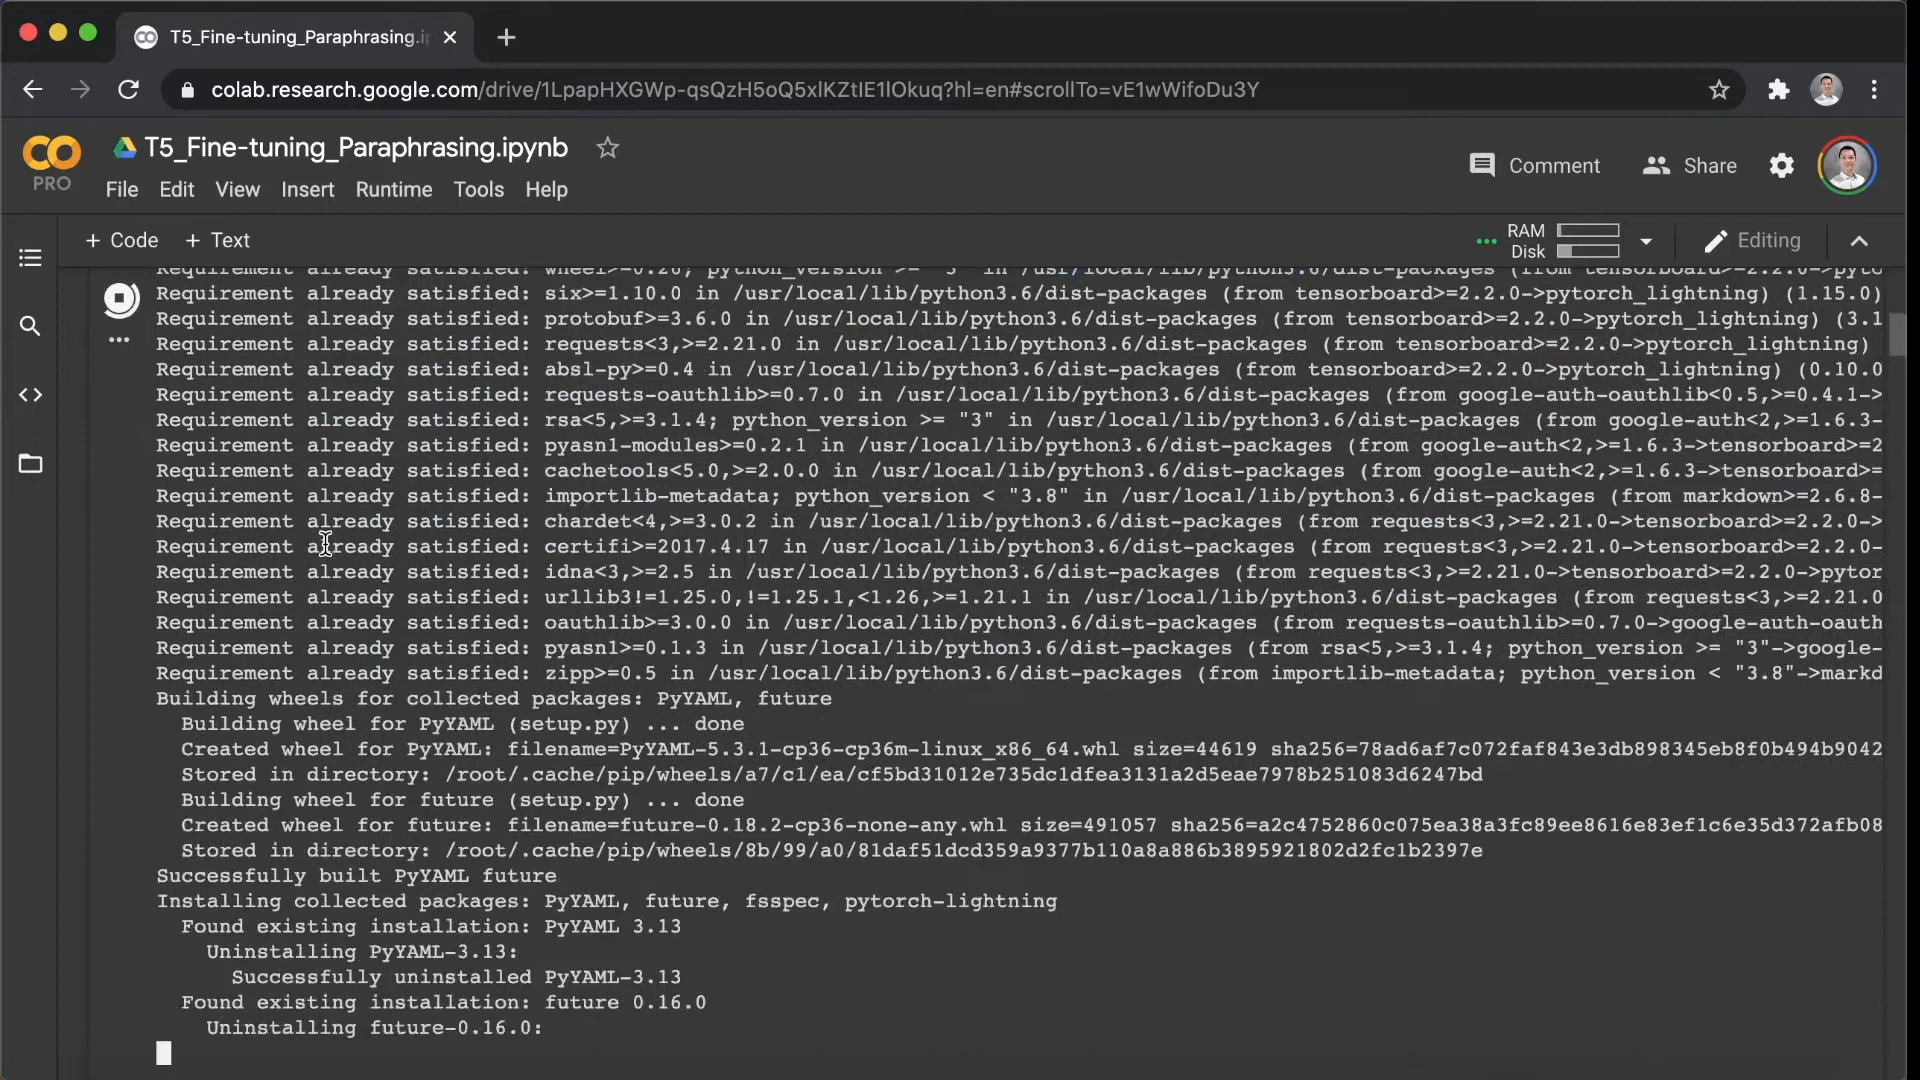 T5_Fine-tuning_Paraphrasing.i
colab.research.google.com/drive/1LpapHXGWp-qsQzH5oQ5xlKZtIE1lOkuq?hl=en#scrollTo=vE1wWifoDu3Y
CO
PRO
T5_Fine-tuning_Paraphrasing.ipynb
File Edit View Insert Runtime Tools Help
Comment Share
+ Code + Text
RAM
Disk
Editing
Requirement already satisfied: wheel>=0.26; python_version >= "3" in /usr/local/lib/python3.6/dist-packages (from tensorboard>=2.2.0->pyto
Requirement already satisfied: six>=1.10.0 in /usr/local/lib/python3.6/dist-packages (from tensorboard>=2.2.0->pytorch_lightning) (1.15.0)
Requirement already satisfied: protobuf>=3.6.0 in /usr/local/lib/python3.6/dist-packages (from tensorboard>=2.2.0->pytorch_lightning) (3.1
Requirement already satisfied: requests<3,>=2.21.0 in /usr/local/lib/python3.6/dist-packages (from tensorboard>=2.2.0->pytorch_lightning)
Requirement already satisfied: absl-py>=0.4 in /usr/local/lib/python3.6/dist-packages (from tensorboard>=2.2.0->pytorch_lightning) (0.10.0
Requirement already satisfied: requests-oauthlib>=0.7.0 in /usr/local/lib/python3.6/dist-packages (from google-auth-oauthlib<0.5,>=0.4.1->
Requirement already satisfied: rsa<5,>=3.1.4; python_version >= "3" in /usr/local/lib/python3.6/dist-packages (from google-auth<2,>=1.6.3-
Requirement already satisfied: pyasn1-modules>=0.2.1 in /usr/local/lib/python3.6/dist-packages (from google-auth<2,>=1.6.3->tensorboard>=2
Requirement already satisfied: cachetools<5.0,>=2.0.0 in /usr/local/lib/python3.6/dist-packages (from google-auth<2,>=1.6.3->tensorboard>=
Requirement already satisfied: importlib-metadata; python_version < "3.8" in /usr/local/lib/python3.6/dist-packages (from markdown>=2.6.8-
Requirement already satisfied: chardet<4,>=3.0.2 in /usr/local/lib/python3.6/dist-packages (from requests<3,>=2.21.0->tensorboard>=2.2.0->
Requirement already satisfied: certifi>=2017.4.17 in /usr/local/lib/python3.6/dist-packages (from requests<3,>=2.21.0->tensorboard>=2.2.0-
Requirement already satisfied: idna<3,>=2.5 in /usr/local/lib/python3.6/dist-packages (from requests<3,>=2.21.0->tensorboard>=2.2.0->pytor
Requirement already satisfied: urllib3!=1.25.0,!=1.25.1,<1.26,>=1.21.1 in /usr/local/lib/python3.6/dist-packages (from requests<3,>=2.21.0
Requirement already satisfied: oauthlib>=3.0.0 in /usr/local/lib/python3.6/dist-packages (from requests-oauthlib>=0.7.0->google-auth-oauth
Requirement already satisfied: pyasn1>=0.1.3 in /usr/local/lib/python3.6/dist-packages (from rsa<5,>=3.1.4; python_version >= "3"->google-
Requirement already satisfied: zipp>=0.5 in /usr/local/lib/python3.6/dist-packages (from importlib-metadata; python_version < "3.8"->markd
Building wheels for collected packages: PyYAML, future
Building wheel for PyYAML (setup.py) ... done
Created wheel for PyYAML: filename=PyYAML-5.3.1-cp36-cp36m-linux_x86_64.whl size=44619 sha256=78ad6af7c072faf843e3db898345eb8f0b494b9042
Stored in directory: /root/.cache/pip/wheels/a7/c1/ea/cf5bd31012e735dc1dfea3131a2d5eae7978b251083d6247bd
Building wheel for future (setup.py) ... done
Created wheel for future: filename=future-0.18.2-cp36-none-any.whl size=491057 sha256=a2c4752860c075ea38a3fc89ee8616e83ef1c6e35d372afb08
Stored in directory: /root/.cache/pip/wheels/8b/99/a0/81daf51dcd359a9377b110a8a886b3895921802d2fc1b2397e
Successfully built PyYAML future
Installing collected packages: PyYAML, future, fsspec, pytorch-lightning
Found existing installation: PyYAML 3.13
Uninstalling PyYAML-3.13:
Successfully uninstalled PyYAML-3.13
Found existing installation: future 0.16.0
Uninstalling future-0.16.0: